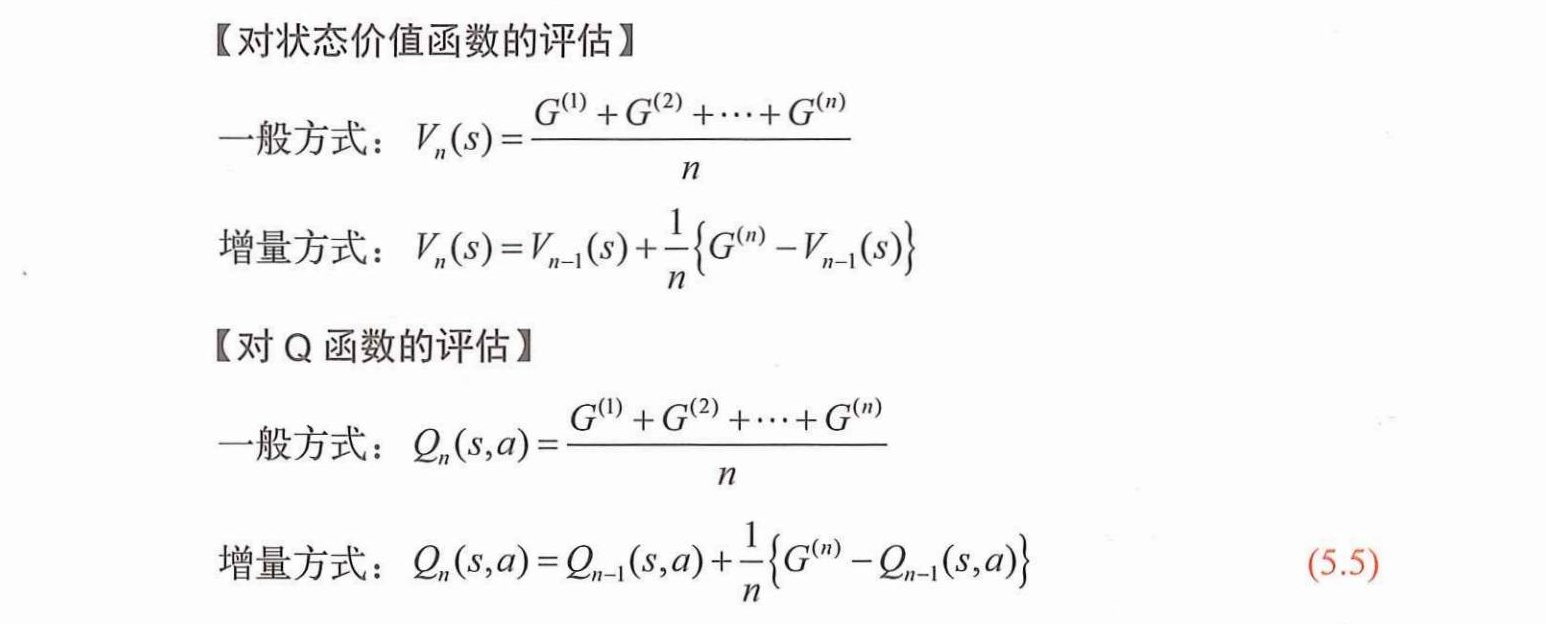 【对状态价值函数的评估】
一般方式：$V_n(s)=\frac{G^{(1)}+G^{(2)}+\cdots+G^{(n)}}{n}$
增量方式：$V_n(s)=V_{n-1}(s)+\frac{1}{n}\left\{G^{(n)}-V_{n-1}(s)\right\}$
【对 Q 函数的评估】
一般方式：$Q_n(s,a)=\frac{G^{(1)}+G^{(2)}+\cdots+G^{(n)}}{n}$
增量方式：$Q_n(s,a)=Q_{n-1}(s,a)+\frac{1}{n}\left\{G^{(n)}-Q_{n-1}(s,a)\right\}$ (5.5)